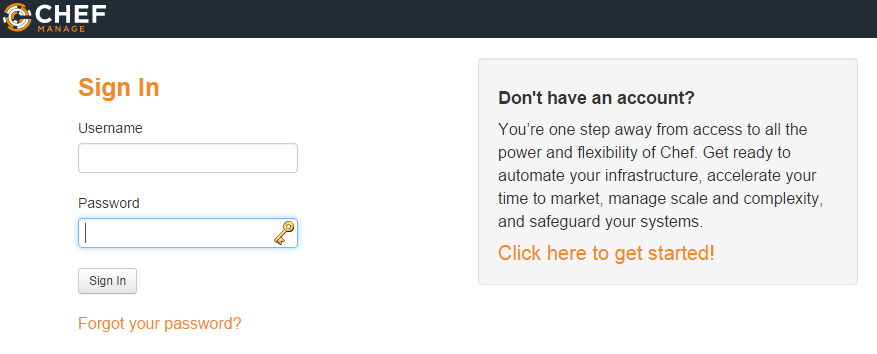 CHEF
MANAGE
Sign In
Username
Password
Sign In
Forgot your password?
Don't have an account?
You’re one step away from access to all the
power and flexibility of Chef. Get ready to
automate your infrastructure, accelerate your
time to market, manage scale and complexity,
and safeguard your systems.
Click here to get started!